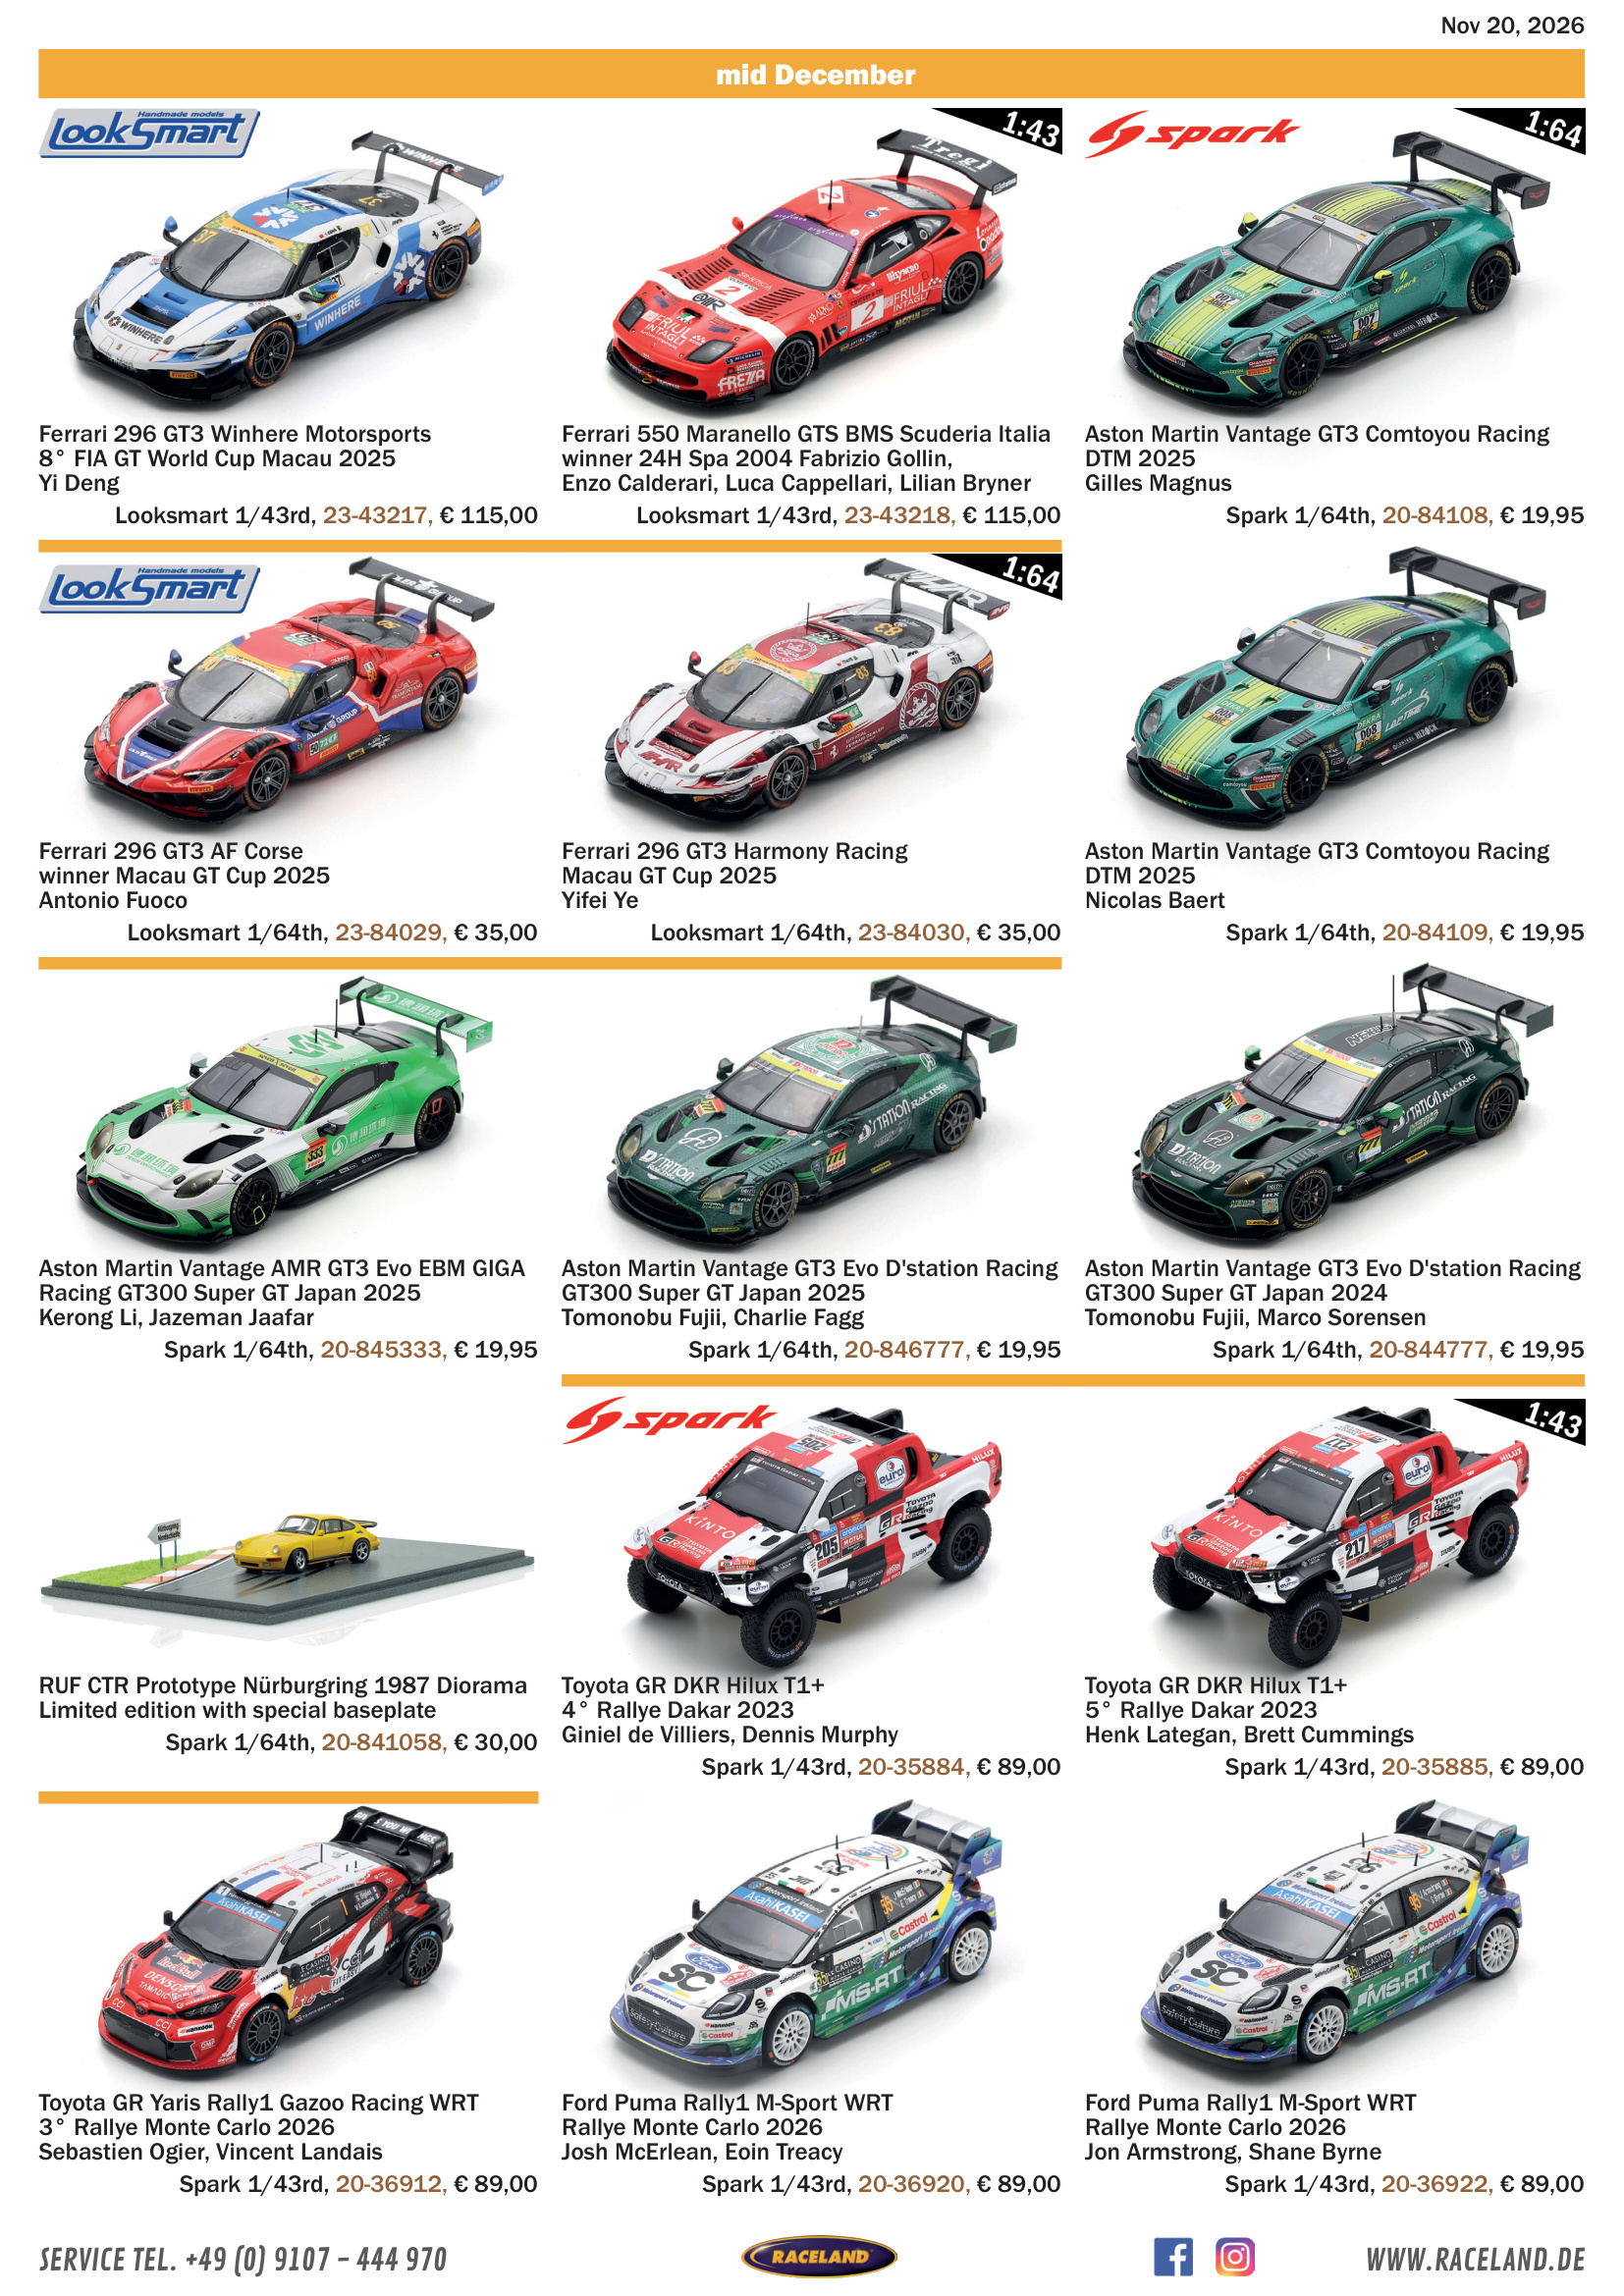 Nov 20, 2026
mid December
Handmade models
LookSmart
1:43
spark
1:64
Ferrari 296 GT3 Winhere Motorsports
8° FIA GT World Cup Macau 2025
Yi Deng
Looksmart 1/43rd, 23-43217, € 115,00
Ferrari 550 Maranello GTS BMS Scuderia Italia
winner 24H Spa 2004 Fabrizio Gollin,
Enzo Calderari, Luca Cappellari, Lilian Bryner
Looksmart 1/43rd, 23-43218, € 115,00
Aston Martin Vantage GT3 Comtoyou Racing
DTM 2025
Gilles Magnus
Spark 1/64th, 20-84108, € 19,95
Handmade models
LookSmart
1:64
Ferrari 296 GT3 AF Corse
winner Macau GT Cup 2025
Antonio Fuoco
Looksmart 1/64th, 23-84029, € 35,00
Ferrari 296 GT3 Harmony Racing
Macau GT Cup 2025
Yifei Ye
Looksmart 1/64th, 23-84030, € 35,00
Aston Martin Vantage GT3 Comtoyou Racing
DTM 2025
Nicolas Baert
Spark 1/64th, 20-84109, € 19,95
Aston Martin Vantage AMR GT3 Evo EBM GIGA
Racing GT300 Super GT Japan 2025
Kerong Li, Jazeman Jaafar
Spark 1/64th, 20-845333, € 19,95
Aston Martin Vantage GT3 Evo D'station Racing
GT300 Super GT Japan 2025
Tomonobu Fujii, Charlie Fagg
Spark 1/64th, 20-846777, € 19,95
Aston Martin Vantage GT3 Evo D'station Racing
GT300 Super GT Japan 2024
Tomonobu Fujii, Marco Sorensen
Spark 1/64th, 20-844777, € 19,95
RUF CTR Prototype Nürburgring 1987 Diorama
Limited edition with special baseplate
Spark 1/64th, 20-841058, € 30,00
spark
1:43
Toyota GR DKR Hilux T1+
4° Rallye Dakar 2023
Giniel de Villiers, Dennis Murphy
Spark 1/43rd, 20-35884, € 89,00
Toyota GR DKR Hilux T1+
5° Rallye Dakar 2023
Henk Lategan, Brett Cummings
Spark 1/43rd, 20-35885, € 89,00
Toyota GR Yaris Rally1 Gazoo Racing WRT
3° Rallye Monte Carlo 2026
Sebastien Ogier, Vincent Landais
Spark 1/43rd, 20-36912, € 89,00
Ford Puma Rally1 M-Sport WRT
Rallye Monte Carlo 2026
Josh McErlean, Eoin Treacy
Spark 1/43rd, 20-36920, € 89,00
Ford Puma Rally1 M-Sport WRT
Rallye Monte Carlo 2026
Jon Armstrong, Shane Byrne
Spark 1/43rd, 20-36922, € 89,00
SERVICE TEL. +49 (0) 9107 - 444 970
RACELAND
WWW.RACELAND.DE